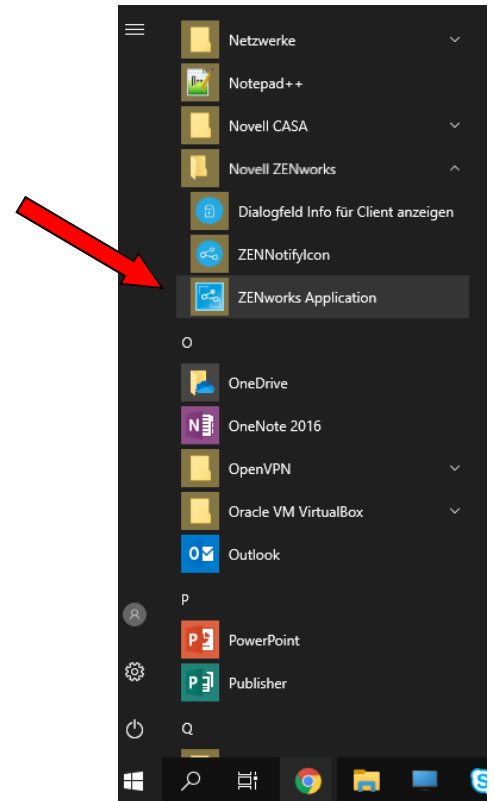 Netzwerke
Notepad++
Novell CASA
Novell ZENworks
Dialogfeld Info für Client anzeigen
ZENNotifyIcon
ZENworks Application
O
OneDrive
OneNote 2016
OpenVPN
Oracle VM VirtualBox
Outlook
P
PowerPoint
Publisher
Q